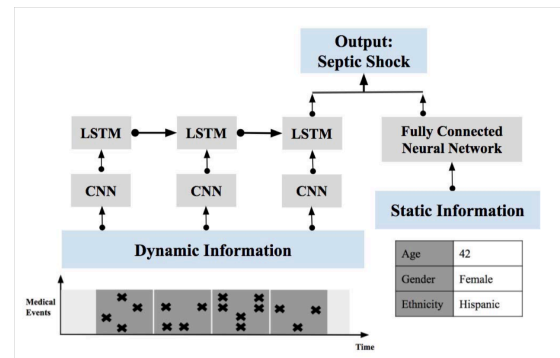 Output:
Septic Shock
LSTM
LSTM
LSTM
Fully Connected
Neural Network
CNN
CNN
CNN
Static Information
Dynamic Information
Age 42
Gender Female
Ethnicity Hispanic
Medical
Events
Time